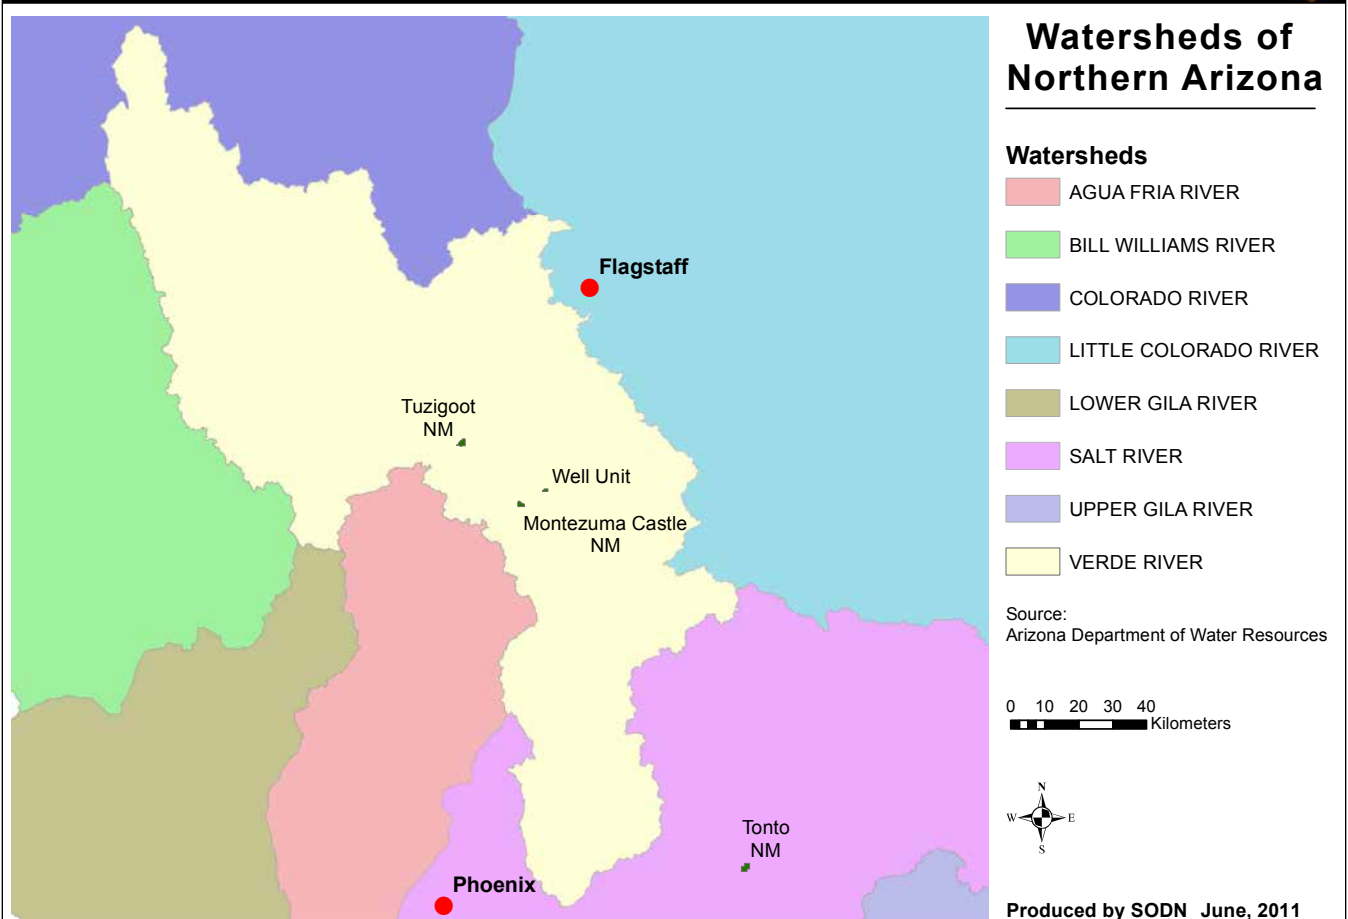 Watersheds of
Northern Arizona
Watersheds
AGUA FRIA RIVER
BILL WILLIAMS RIVER
COLORADO RIVER
LITTLE COLORADO RIVER
LOWER GILA RIVER
SALT RIVER
UPPER GILA RIVER
VERDE RIVER
Source:
Arizona Department of Water Resources
0 10 20 30 40
Kilometers
N
W E
S
Produced by SODN June, 2011
Flagstaff
Tuzigoot
NM
Well Unit
Montezuma Castle
NM
Tonto
NM
Phoenix